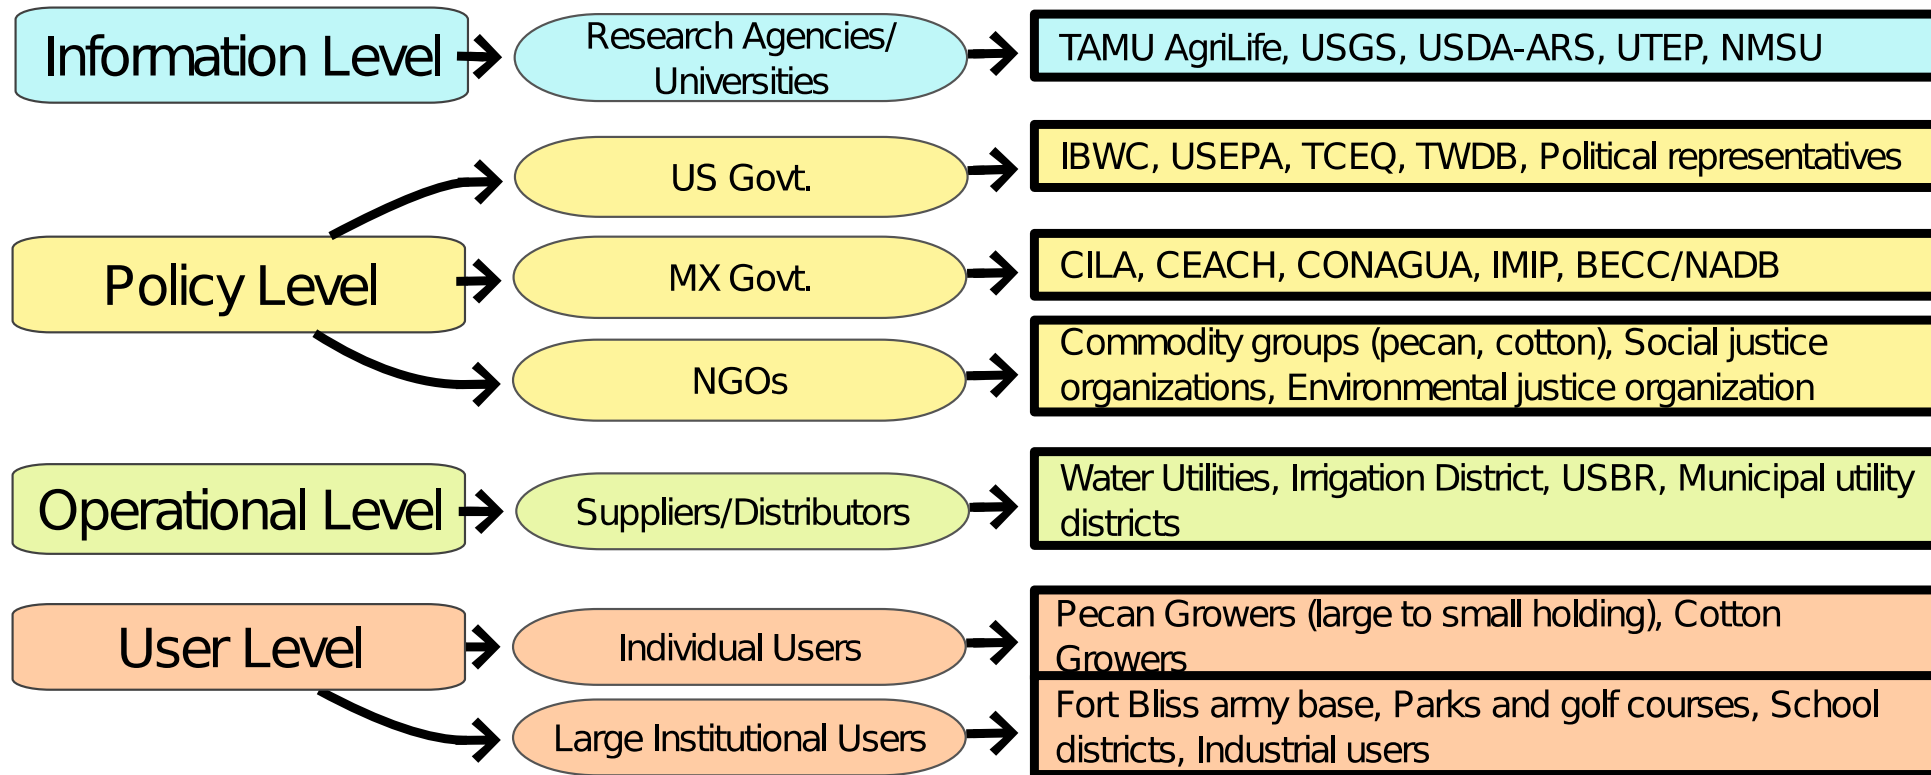 Information Level
Research Agencies/
Universities
TAMU AgriLife, USGS, USDA-ARS, UTEP, NMSU
Policy Level
US Govt.
IBWC, USEPA, TCEQ, TWDB, Political representatives
MX Govt.
CILA, CEACH, CONAGUA, IMIP, BECC/NADB
NGOs
Commodity groups (pecan, cotton), Social justice
organizations, Environmental justice organization
Operational Level
Suppliers/Distributors
Water Utilities, Irrigation District, USBR, Municipal utility
districts
User Level
Individual Users
Pecan Growers (large to small holding), Cotton
Growers
Large Institutional Users
Fort Bliss army base, Parks and golf courses, School
districts, Industrial users